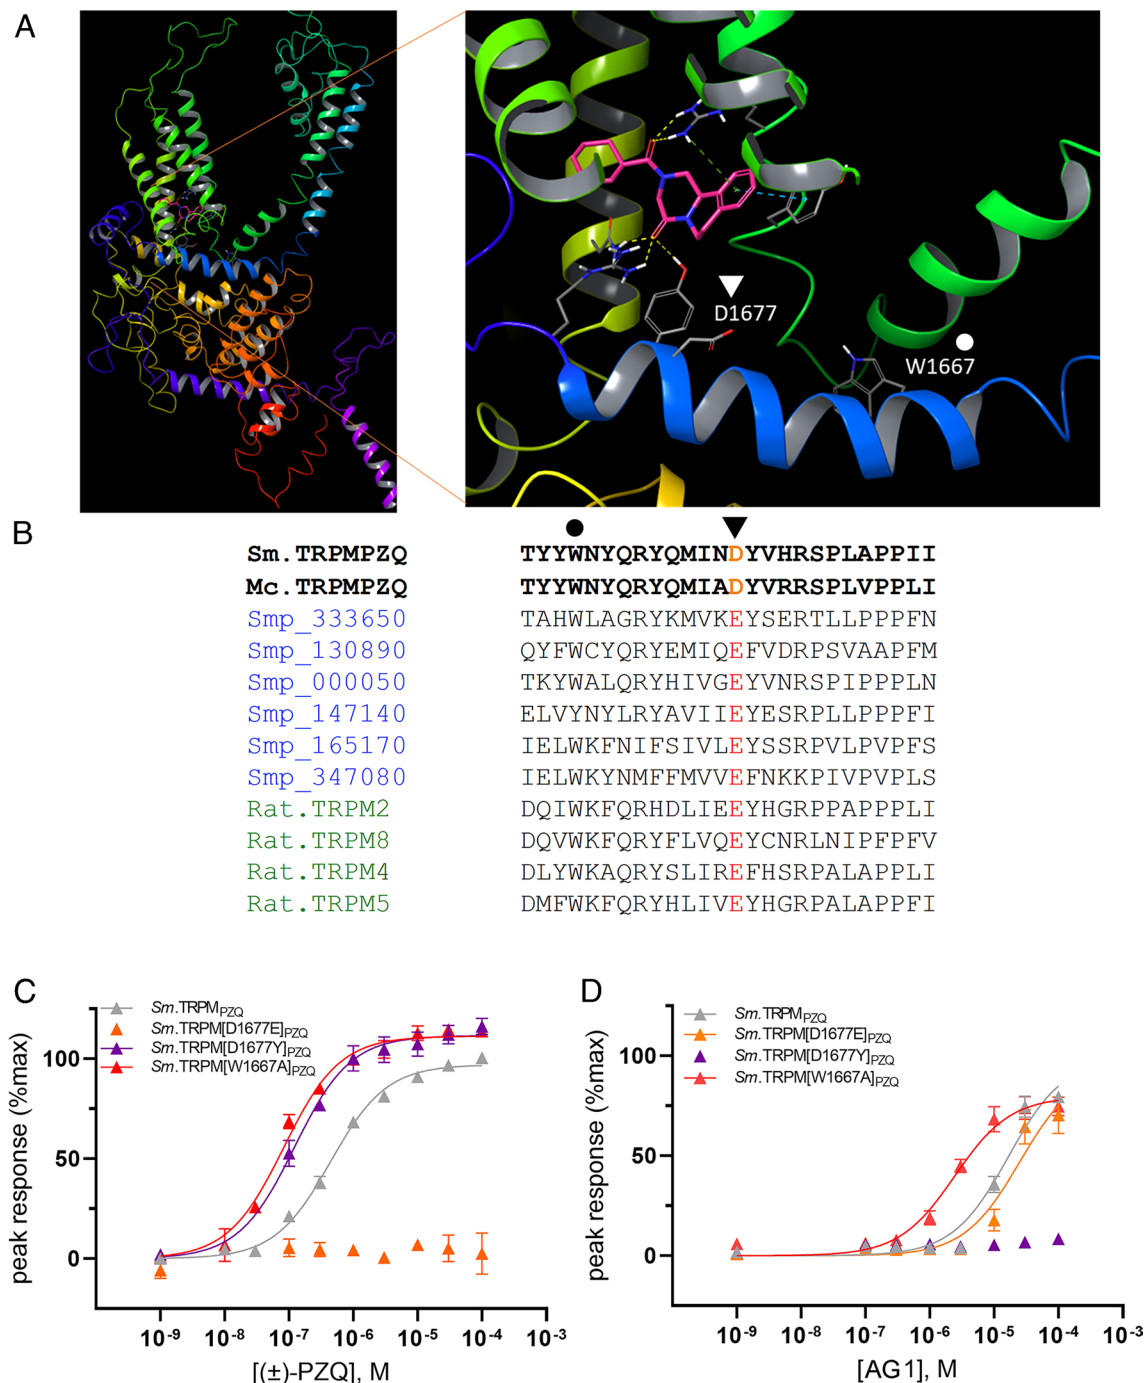 A
D1677
W1667
B
Sm.TRPMPZQ TYYWNYQRYQMINDYVHRSPLAPPII
Mc.TRPMPZQ TYYWNYQRYQMIADYVRRSPLVPPLI
Smp_333650 TAHWLAGRYKMVKEYSERTLLPPPFN
Smp_130890 QYFWCYQRYEMIQEFVDRPSVAAPFM
Smp_000050 TKYWALQRYHIVGEYVNRSPIPPPLN
Smp_147140 ELVYNYLRYAVIIEYESRPLLPPPFI
Smp_165170 IELWKFNIFSIVLEYSSRPVLPVPFS
Smp_347080 IELWKYNMFFMVVEFNKKPIVPVPLS
Rat.TRPM2 DQIWKFQRHDLIEEYHGRPPAPPPLI
Rat.TRPM8 DQVWKFQRYFLVQEYCNRLNIPFPFV
Rat.TRPM4 DLYWKAQRYSLIREFHSRPALAPPLI
Rat.TRPM5 DMFWKFQRYHLIVEYHGRPALAPPFI
C
Sm.TRPMPZQ
Sm.TRPM[D1677E]PZQ
Sm.TRPM[D1677Y]PZQ
Sm.TRPM[W1667A]PZQ
peak response (%max)
100
50
0
10-9 10-8 10-7 10-6 10-5 10-4 10-3
[(±)-PZQ], M
D
Sm.TRPMPZQ
Sm.TRPM[D1677E]PZQ
Sm.TRPM[D1677Y]PZQ
Sm.TRPM[W1667A]PZQ
peak response (%max)
100
50
0
10-9 10-8 10-7 10-6 10-5 10-4 10-3
[AG1], M